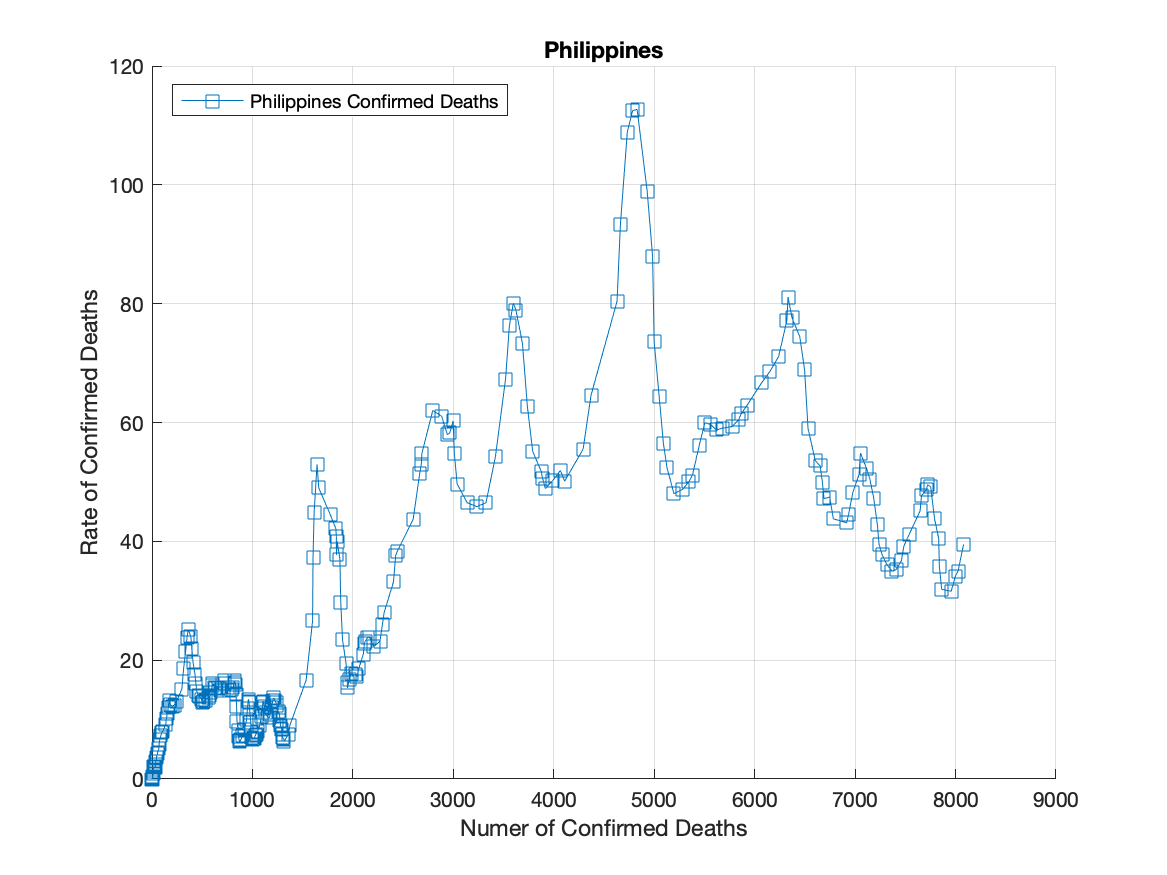 Philippines
Philippines Confirmed Deaths
120
100
80
60
40
20
0
Rate of Confirmed Deaths
0 1000 2000 3000 4000 5000 6000 7000 8000 9000
Numer of Confirmed Deaths